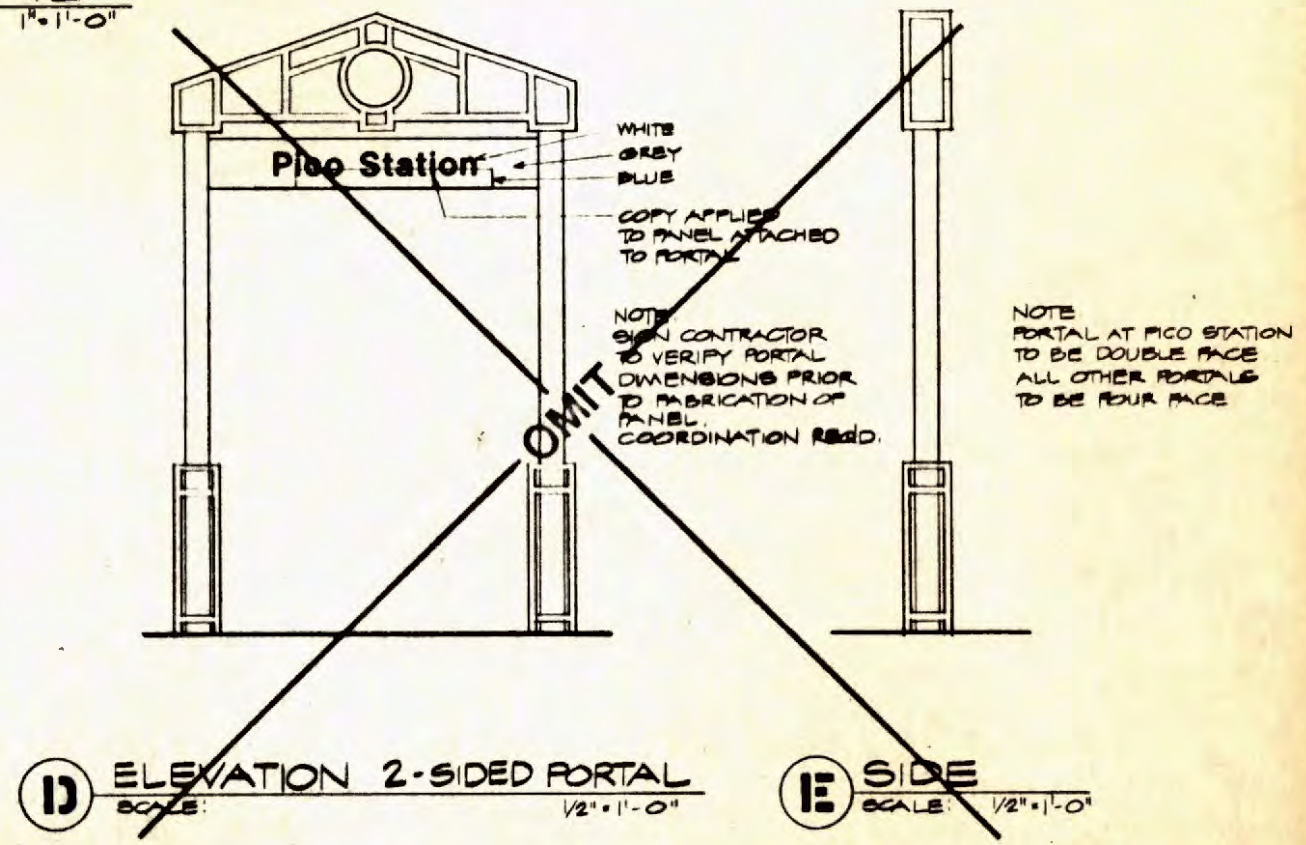 1"=1'-0"
Pico Station
WHITE
GREY
BLUE
COPY APPLIED
TO PANEL ATTACHED
TO PORTAL
NOTE
SIGN CONTRACTOR
TO VERIFY PORTAL
DIMENSIONS PRIOR
TO FABRICATION OF
PANEL.
COORDINATION REQ'D.
NOTE
PORTAL AT PICO STATION
TO BE DOUBLE FACE
ALL OTHER PORTALS
TO BE FOUR FACE
OMIT
D ELEVATION 2-SIDED PORTAL
SCALE: 1/2"=1'-0"
E SIDE
SCALE: 1/2"=1'-0"